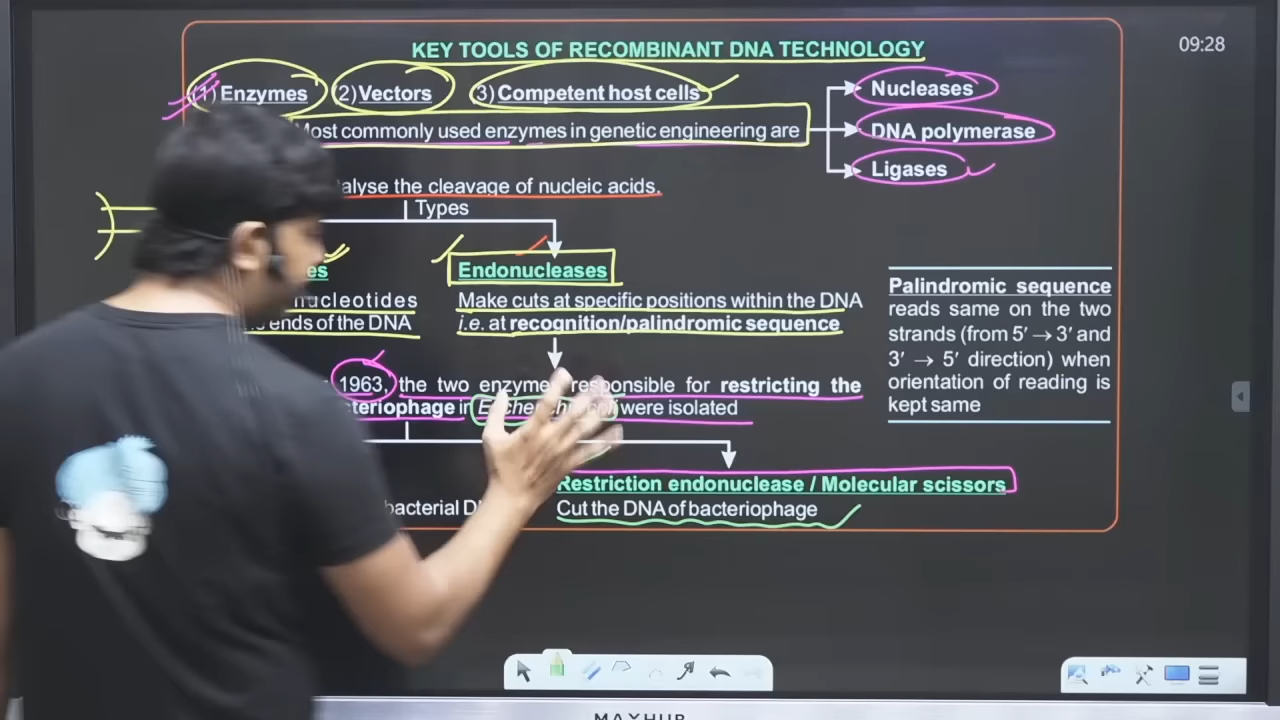 KEY TOOLS OF RECOMBINANT DNA TECHNOLOGY
09:28
(1) Enzymes 2) Vectors 3) Competent host cells
Nucleases
Most commonly used enzymes in genetic engineering are
DNA polymerase
Ligases
alyse the cleavage of nucleic acids.
Types
es
Endonucleases
nucleotides
ends of the DNA
Make cuts at specific positions within the DNA
i.e. at recognition/palindromic sequence
Palindromic sequence
reads same on the two
strands (from 5′ → 3′ and
3′ → 5′ direction) when
orientation of reading is
kept same
1963, the two enzymes responsible for restricting the
teriophage in were isolated
Restriction endonuclease / Molecular scissors
bacterial
Cut the DNA of bacteriophage
MAXHUB